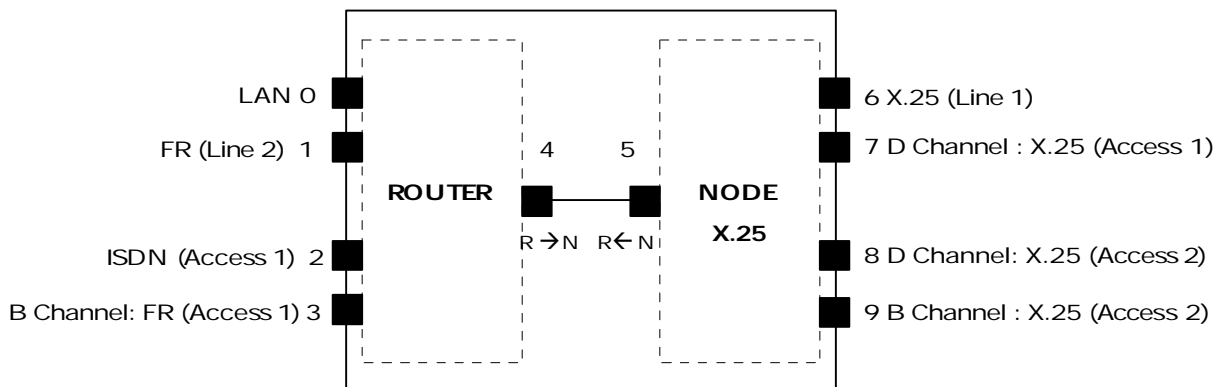 LAN 0
FR (Line 2) 1
ISDN (Access 1) 2
B Channel: FR (Access 1) 3
ROUTER
4 5
R → N R ← N
NODE
X.25
6 X.25 (Line 1)
7 D Channel : X.25 (Access 1)
8 D Channel: X.25 (Access 2)
9 B Channel : X.25 (Access 2)